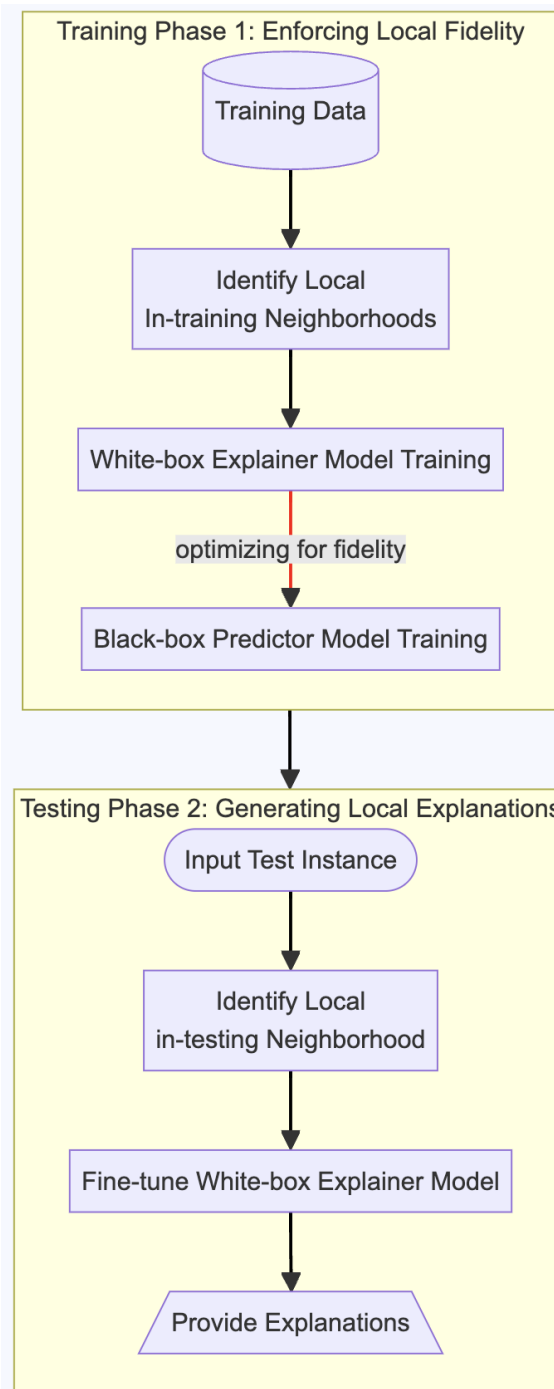 Training Phase 1: Enforcing Local Fidelity
Training Data
Identify Local
In-training Neighborhoods
White-box Explainer Model Training
optimizing for fidelity
Black-box Predictor Model Training
Testing Phase 2: Generating Local Explanations
Input Test Instance
Identify Local
in-testing Neighborhood
Fine-tune White-box Explainer Model
Provide Explanations